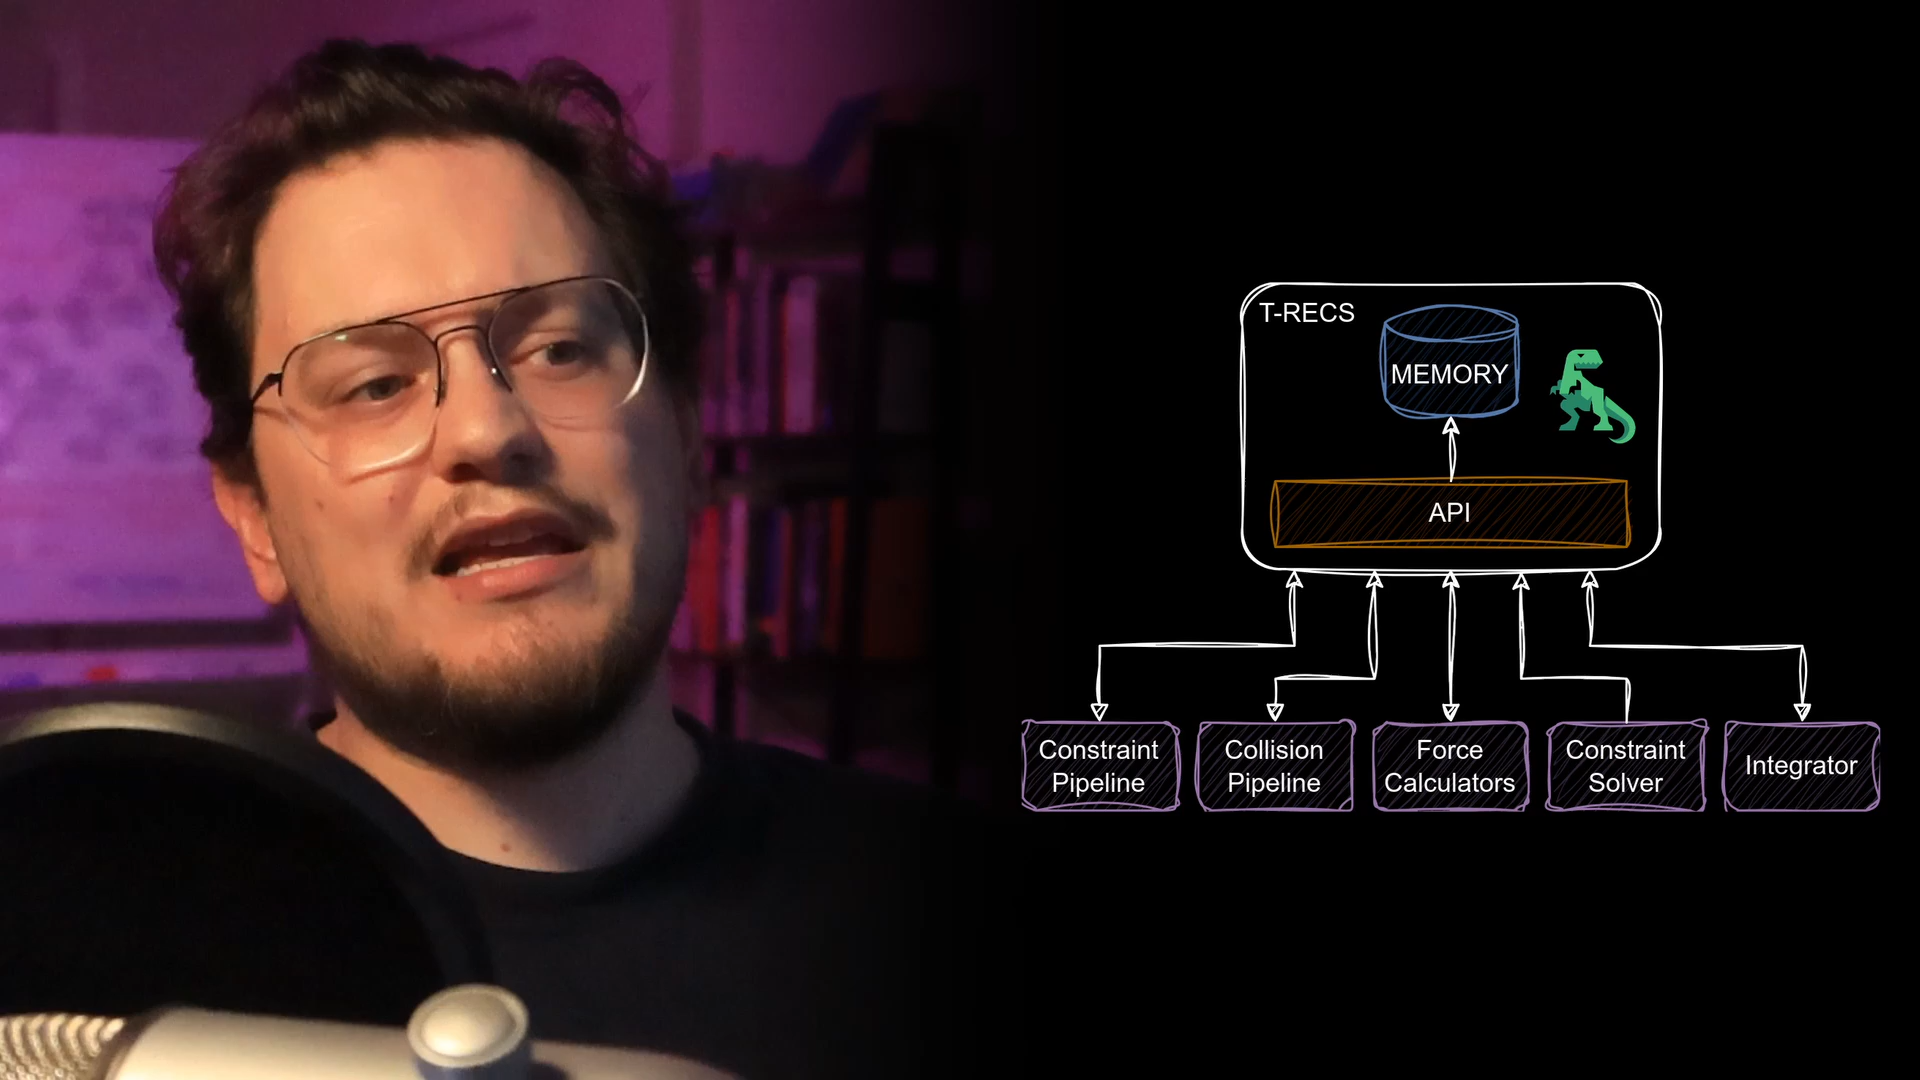 T-RECS
MEMORY
API
Constraint
Pipeline
Collision
Pipeline
Force
Calculators
Constraint
Solver
Integrator